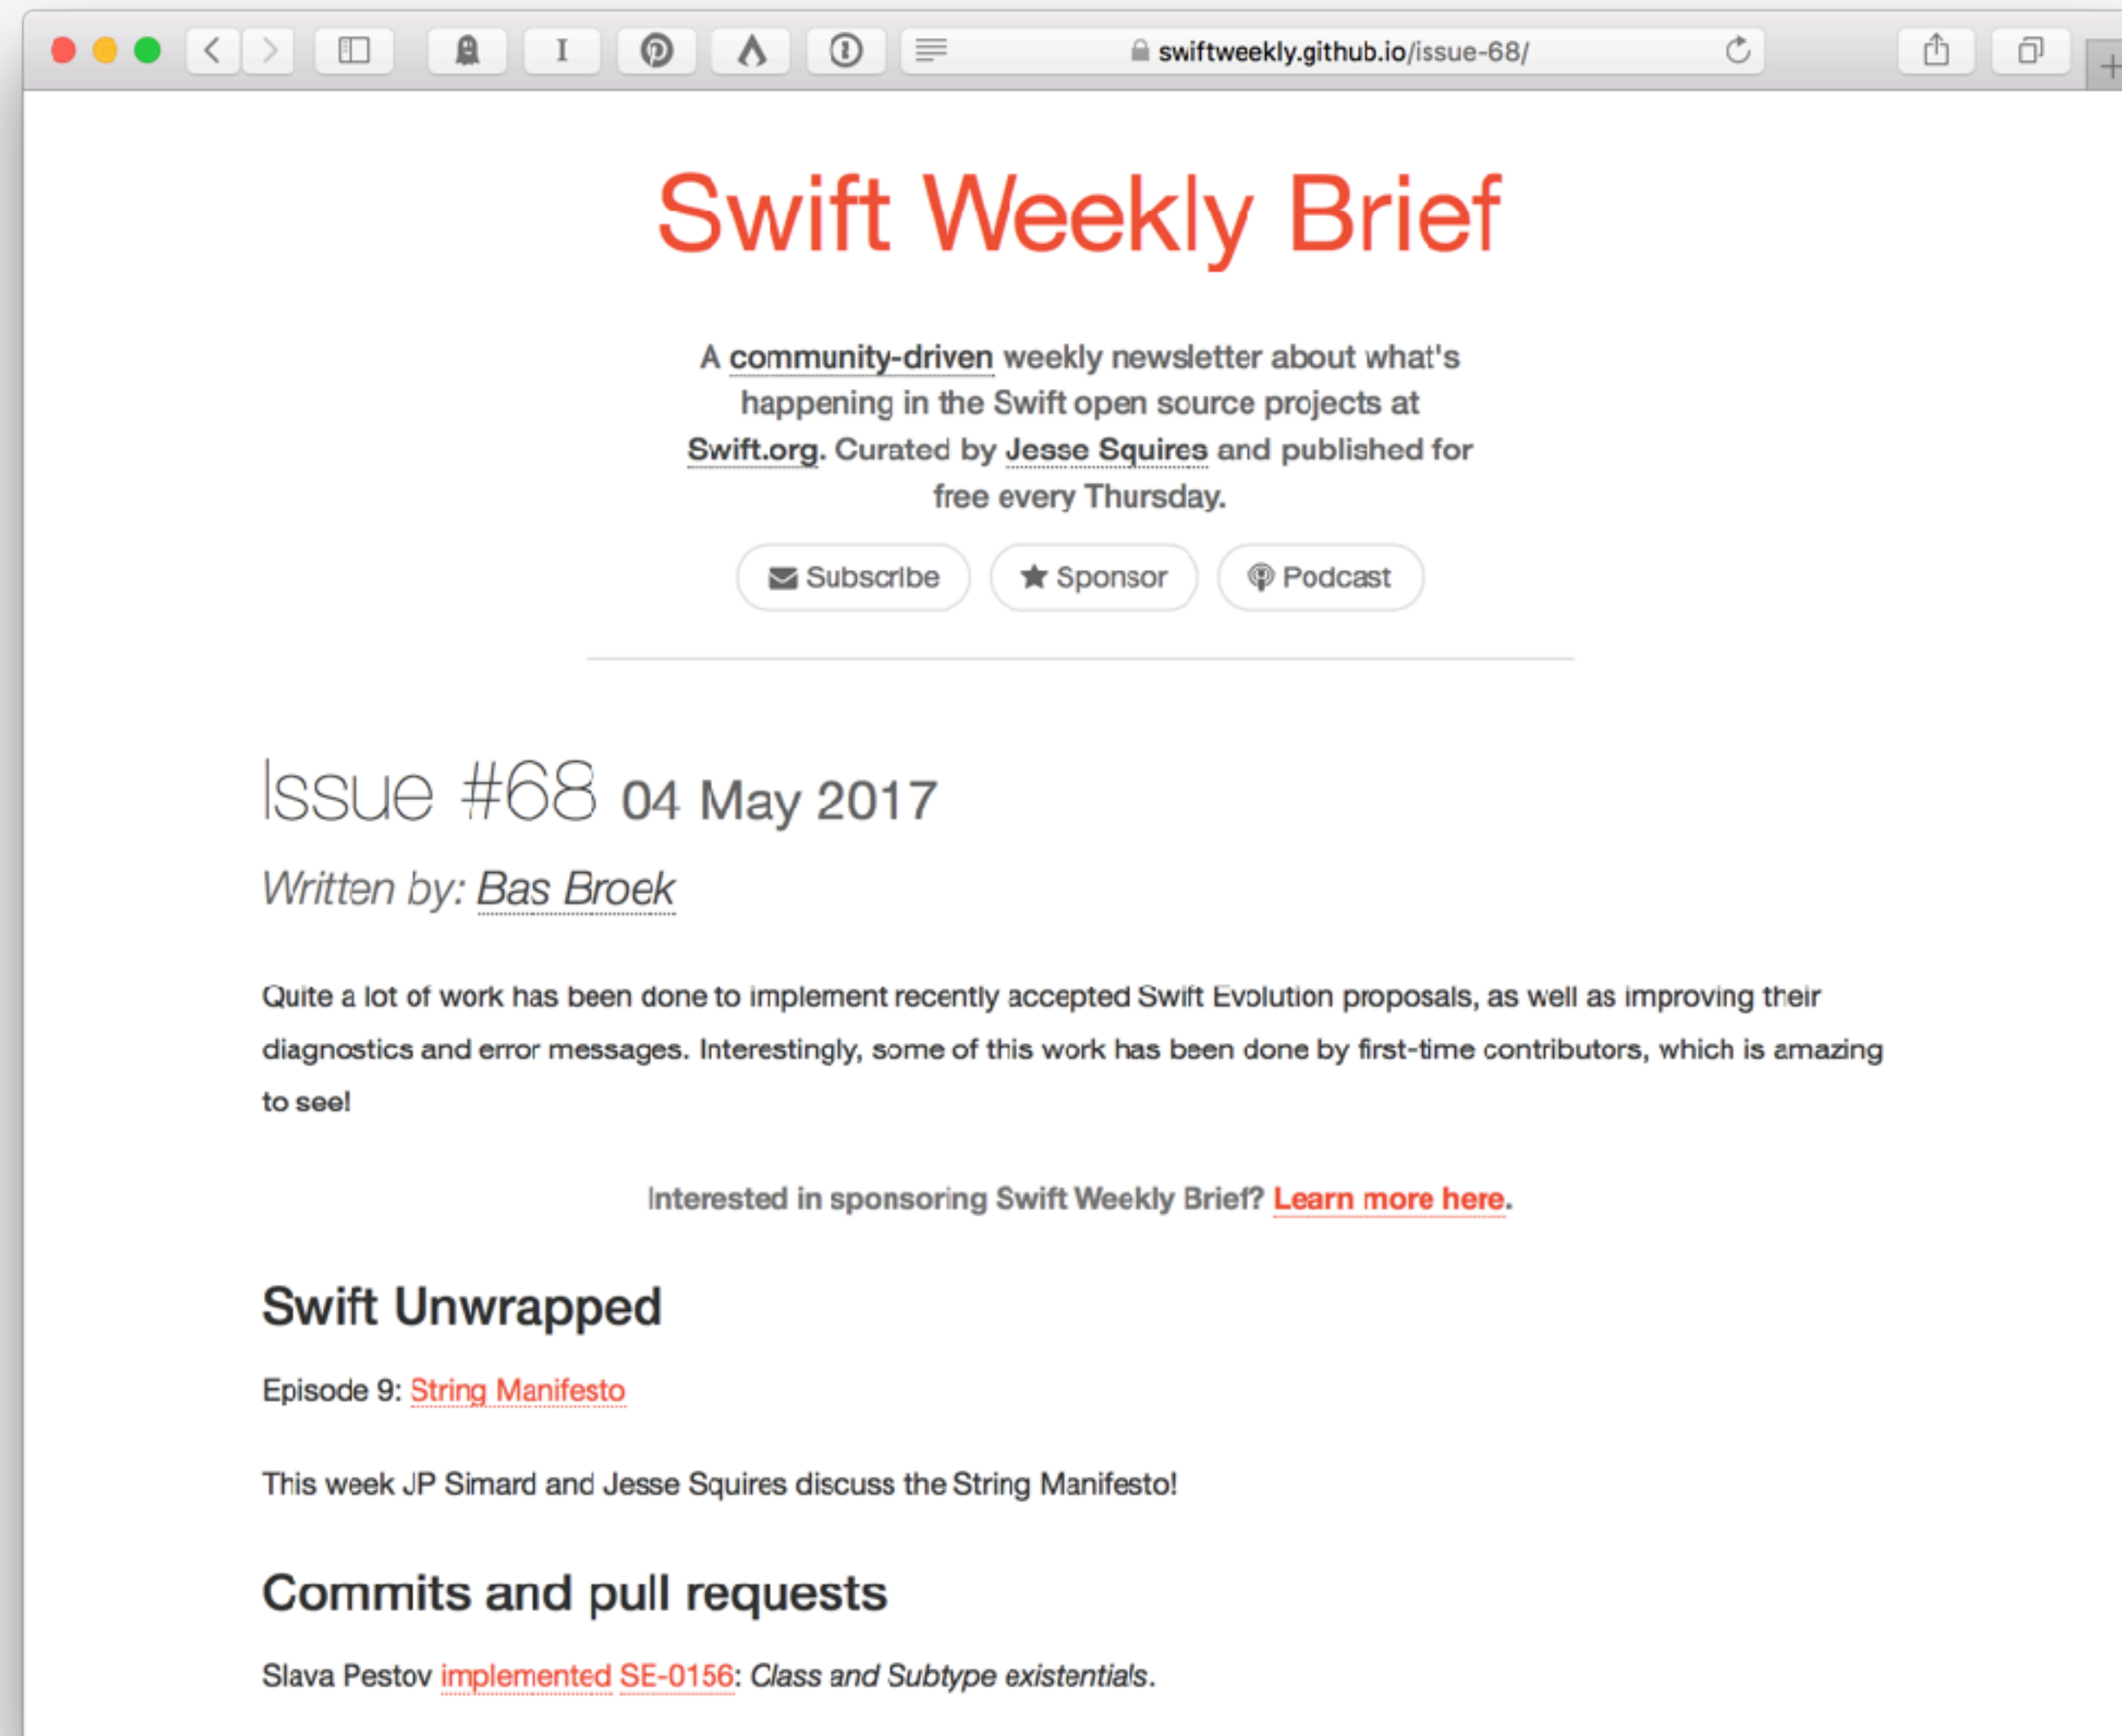 swiftweekly.github.io/issue-68/
Swift Weekly Brief
A community-driven weekly newsletter about what's
happening in the Swift open source projects at
Swift.org. Curated by Jesse Squires and published for
free every Thursday.
Subscribe Sponsor Podcast
Issue #68 04 May 2017
Written by: Bas Broek
Quite a lot of work has been done to implement recently accepted Swift Evolution proposals, as well as improving their
diagnostics and error messages. Interestingly, some of this work has been done by first-time contributors, which is amazing
to see!
Interested in sponsoring Swift Weekly Brief? Learn more here.
Swift Unwrapped
Episode 9: String Manifesto
This week JP Simard and Jesse Squires discuss the String Manifesto!
Commits and pull requests
Slava Pestov implemented SE-0156: Class and Subtype existentials.